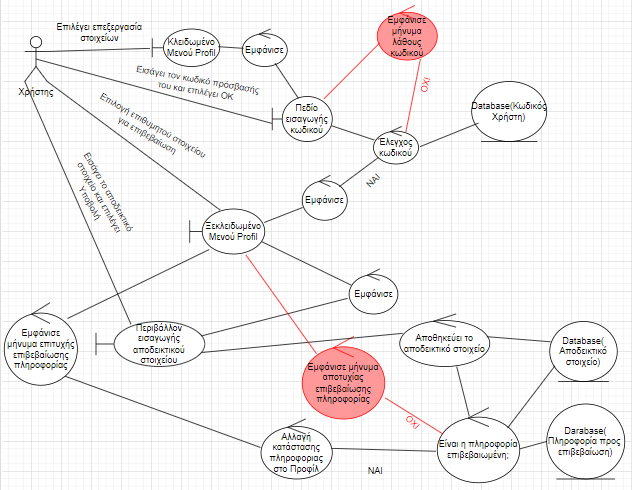 Επιλέγει επεξεργασία
στοιχείων
Κλειδωμένο
Μενού Profil
Εμφάνισε
Εμφάνισε
μήνυμα
λάθους
κωδικού
Χρήστης
Εισάγει τον κωδικό πρόσβασής
του και επιλέγει ΟΚ
Πεδίο
εισαγωγής
κωδικού
ΟΧΙ
Database(Κωδικός
Χρήστη)
Επιλογή επιθυμητού στοιχείου
για επιβεβαίωση
Έλεγχος
κωδικού
ΝΑΙ
Εμφάνισε
Εισάγει το αποδεικτικό
στοιχείο και επιλέγει
Υποβολή
Ξεκλειδωμένο
Μενού Profil
Εμφάνισε
Εμφάνισε
μήνυμα επιτυχής
επιβεβαίωσης
πληροφορίας
Περιβάλλον
εισαγωγής
αποδεικτικού
στοιχείου
Αποθηκεύει το
αποδεικτικό στοιχείο
Database(
Αποδεικτικό
στοιχείο)
Εμφάνισε μήνυμα
αποτυχίας
επιβεβαίωσης
πληροφορίας
ΟΧΙ
Αλλαγή
κατάστασης
πληροφοριας
στο Προφίλ
Είναι η πληροφορία
επιβεβαιωμένη;
Darabase(
Πληροφορία προς
επιβεβαίωση)
ΝΑΙ